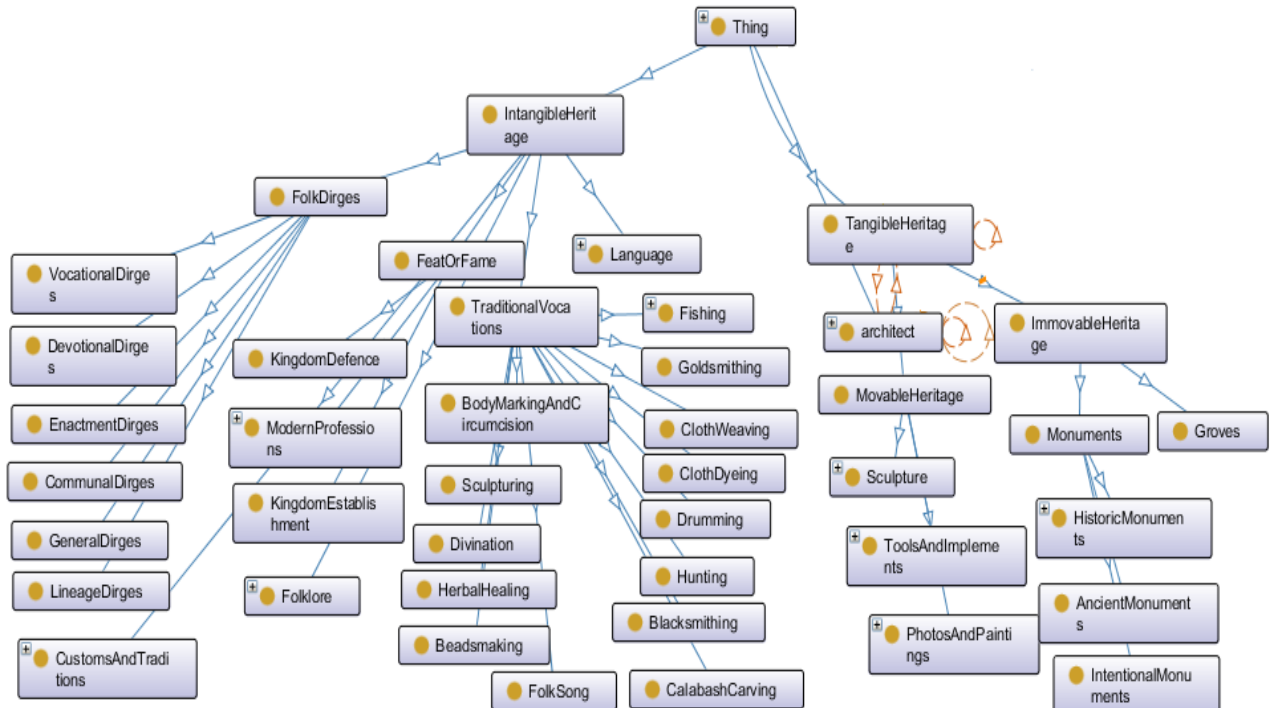 Thing
IntangibleHerit
age
FolkDirges
TangibleHeritag
e
FeatOrFame
Language
VocationalDirge
s
TraditionalVoca
tions
Fishing
architect
ImmovableHerita
ge
DevotionalDirge
s
KingdomDefence
Goldsmithing
MovableHeritage
EnactmentDirges
ModernProfessio
ns
BodyMarkingAndC
ircumcision
ClothWeaving
Monuments
Groves
CommunalDirges
Sculpturing
ClothDyeing
Sculpture
KingdomEstablis
hment
Drumming
HistoricMonumen
ts
GeneralDirges
Divination
ToolsAndImpleme
nts
LineageDirges
Folklore
HerbalHealing
Hunting
AncientMonument
s
Blacksmithing
PhotosAndPainti
ngs
CustomsAndTradi
tions
Beadsmaking
FolkSong
CalabashCarving
IntentionalMonu
ments